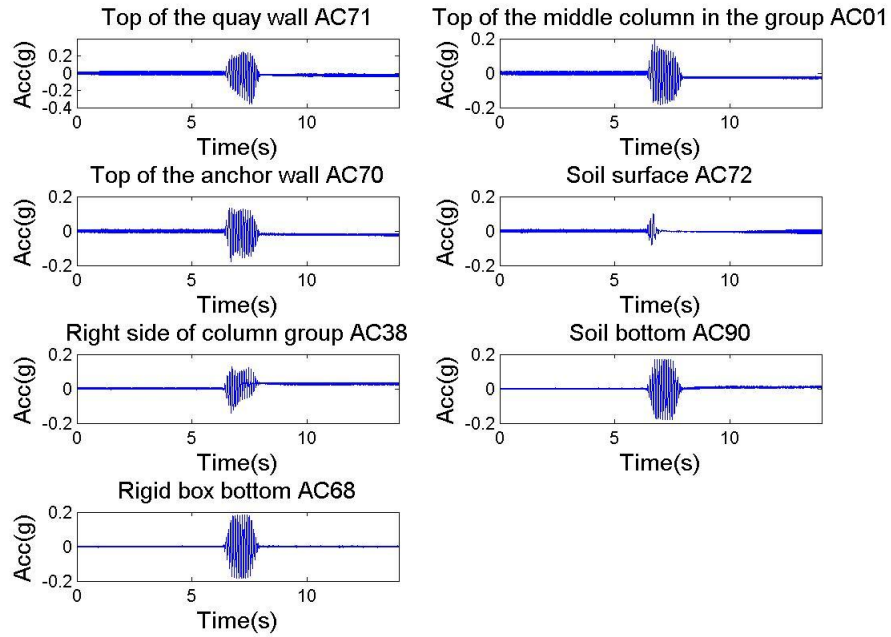 Top of the quay wall AC71
Acc(g)
0.2
0
-0.2
-0.4
0
5
10
Time(s)
Top of the middle column in the group AC01
Acc(g)
0.2
0
-0.2
0
5
10
Time(s)
Top of the anchor wall AC70
Acc(g)
0.2
0
-0.2
0
5
10
Time(s)
Soil surface AC72
Acc(g)
0.2
0
-0.2
0
5
10
Time(s)
Right side of column group AC38
Acc(g)
0.2
0
-0.2
0
5
10
Time(s)
Soil bottom AC90
Acc(g)
0.2
0
-0.2
0
5
10
Time(s)
Rigid box bottom AC68
Acc(g)
0.2
0
-0.2
0
5
10
Time(s)